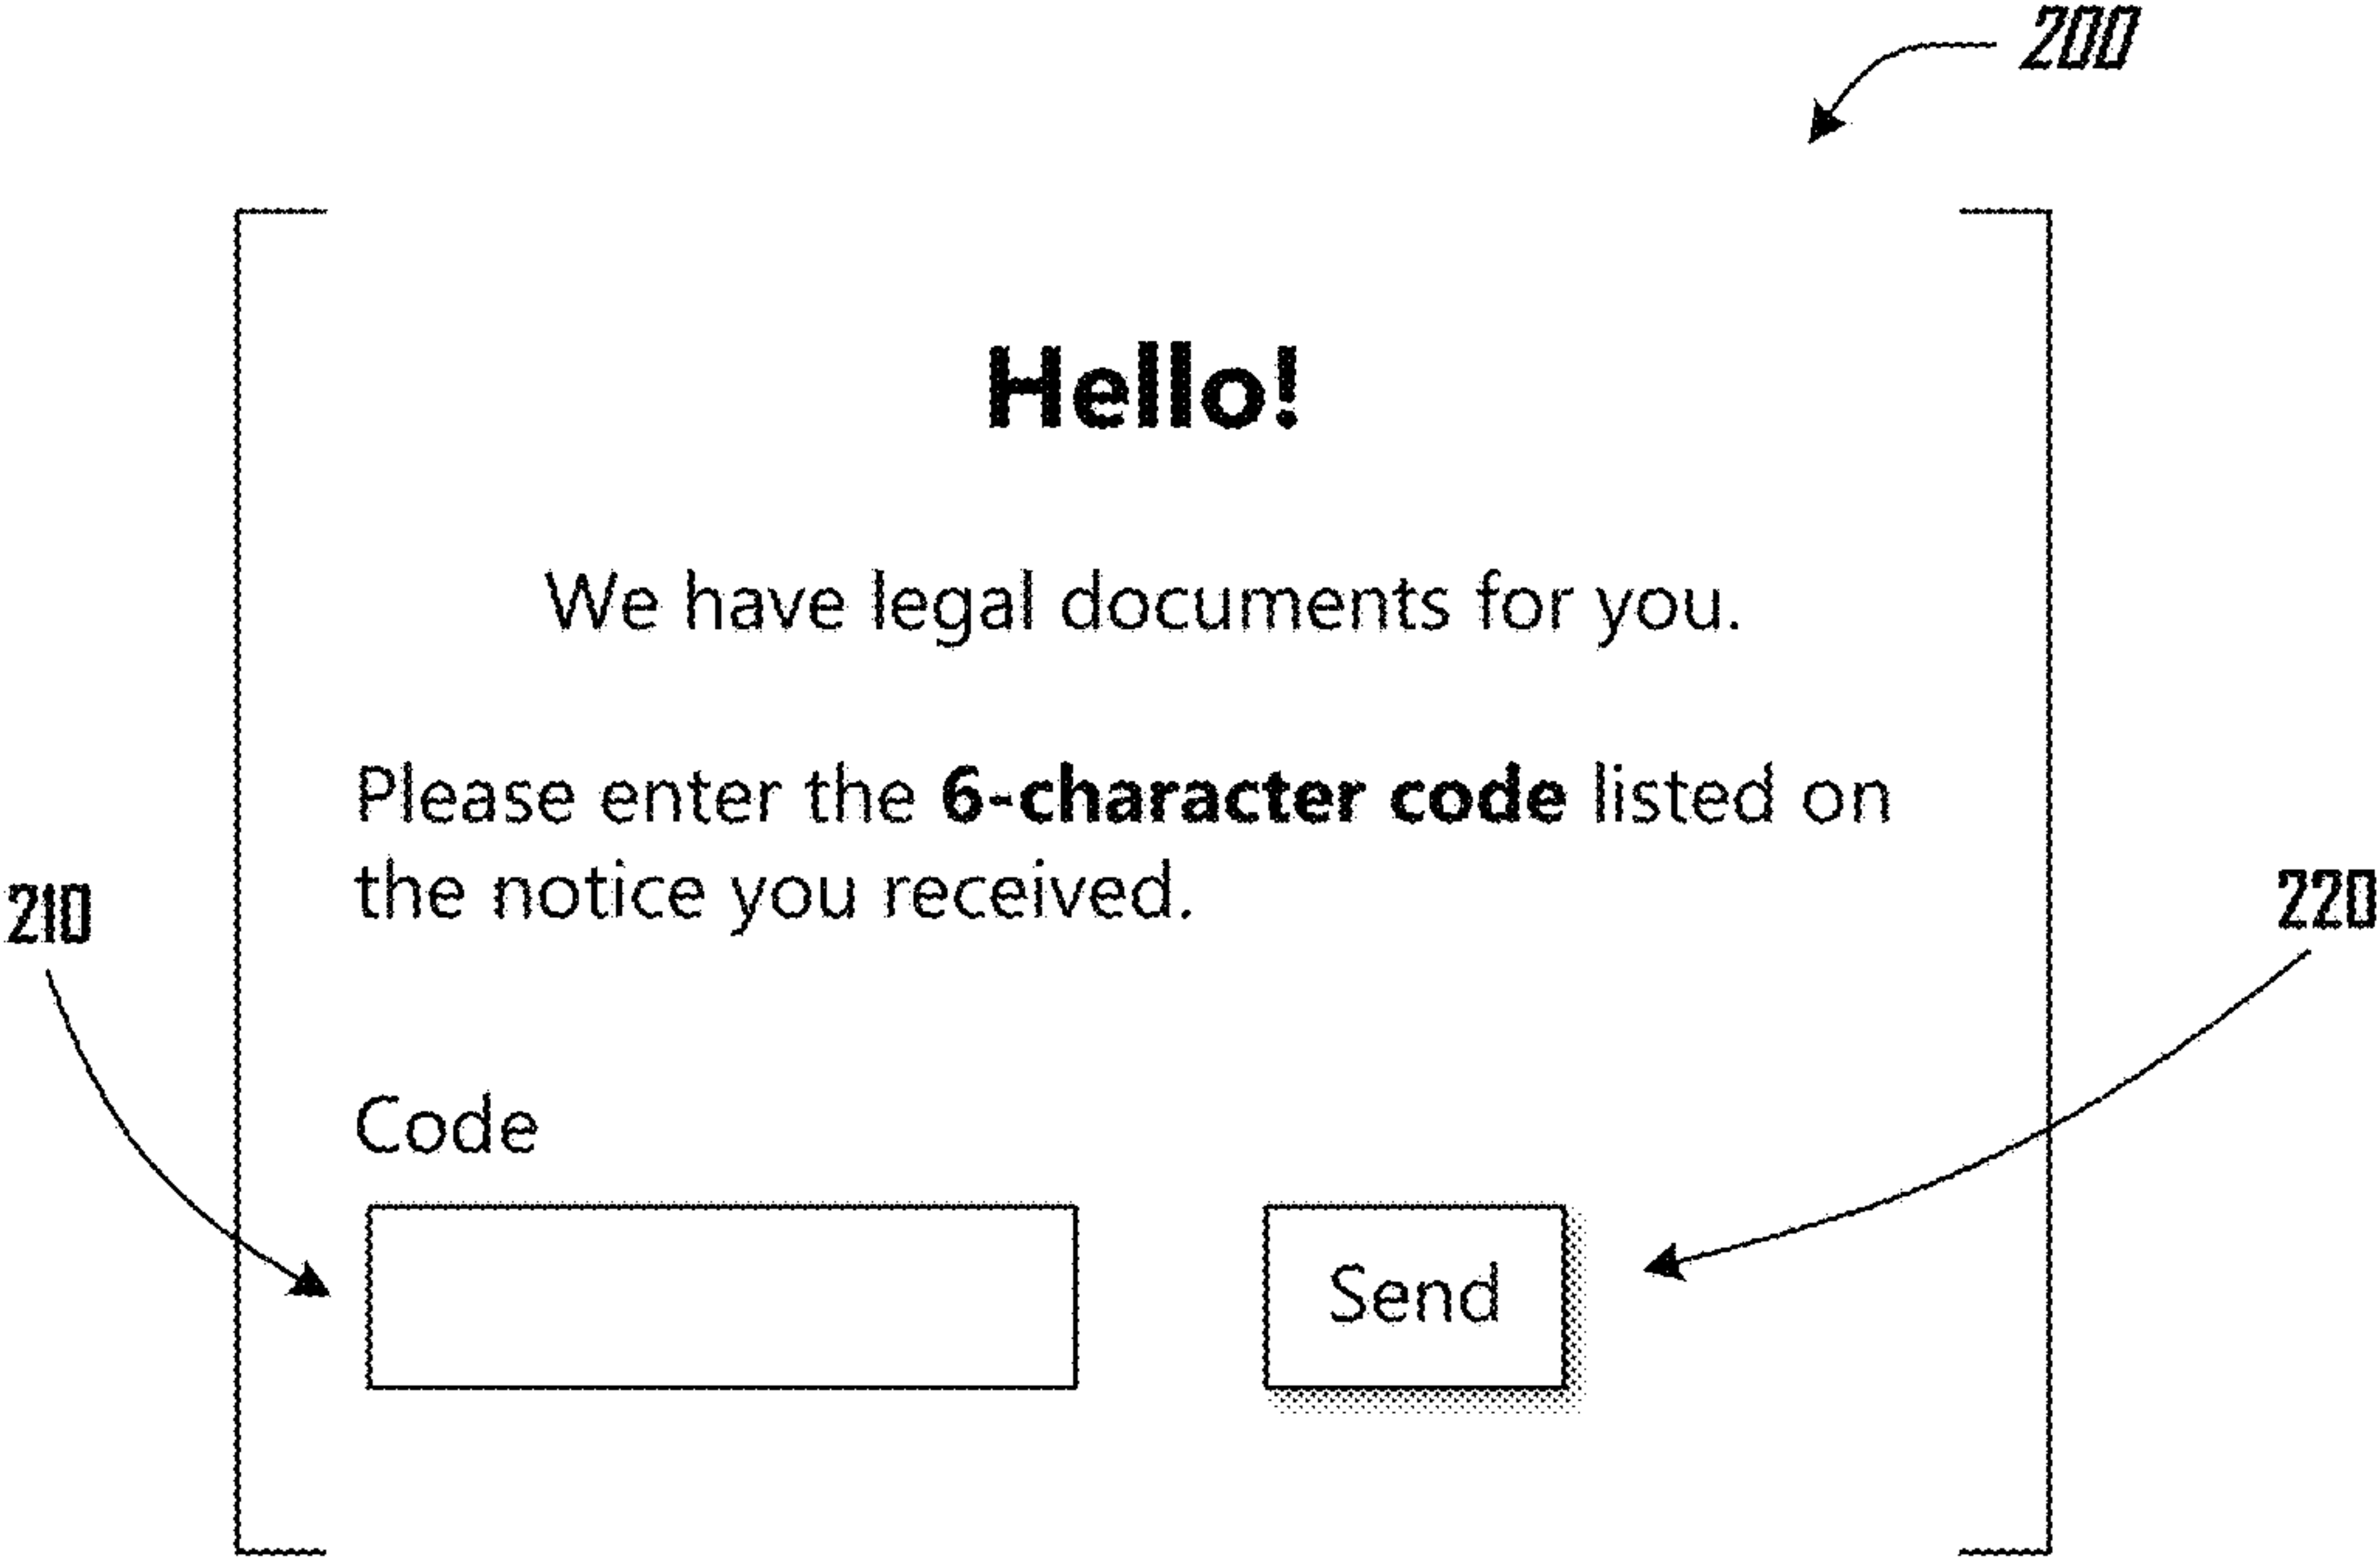 200
Hello!
We have legal documents for you.
Please enter the 6-character code listed on
the notice you received.
210
220
Code
Send